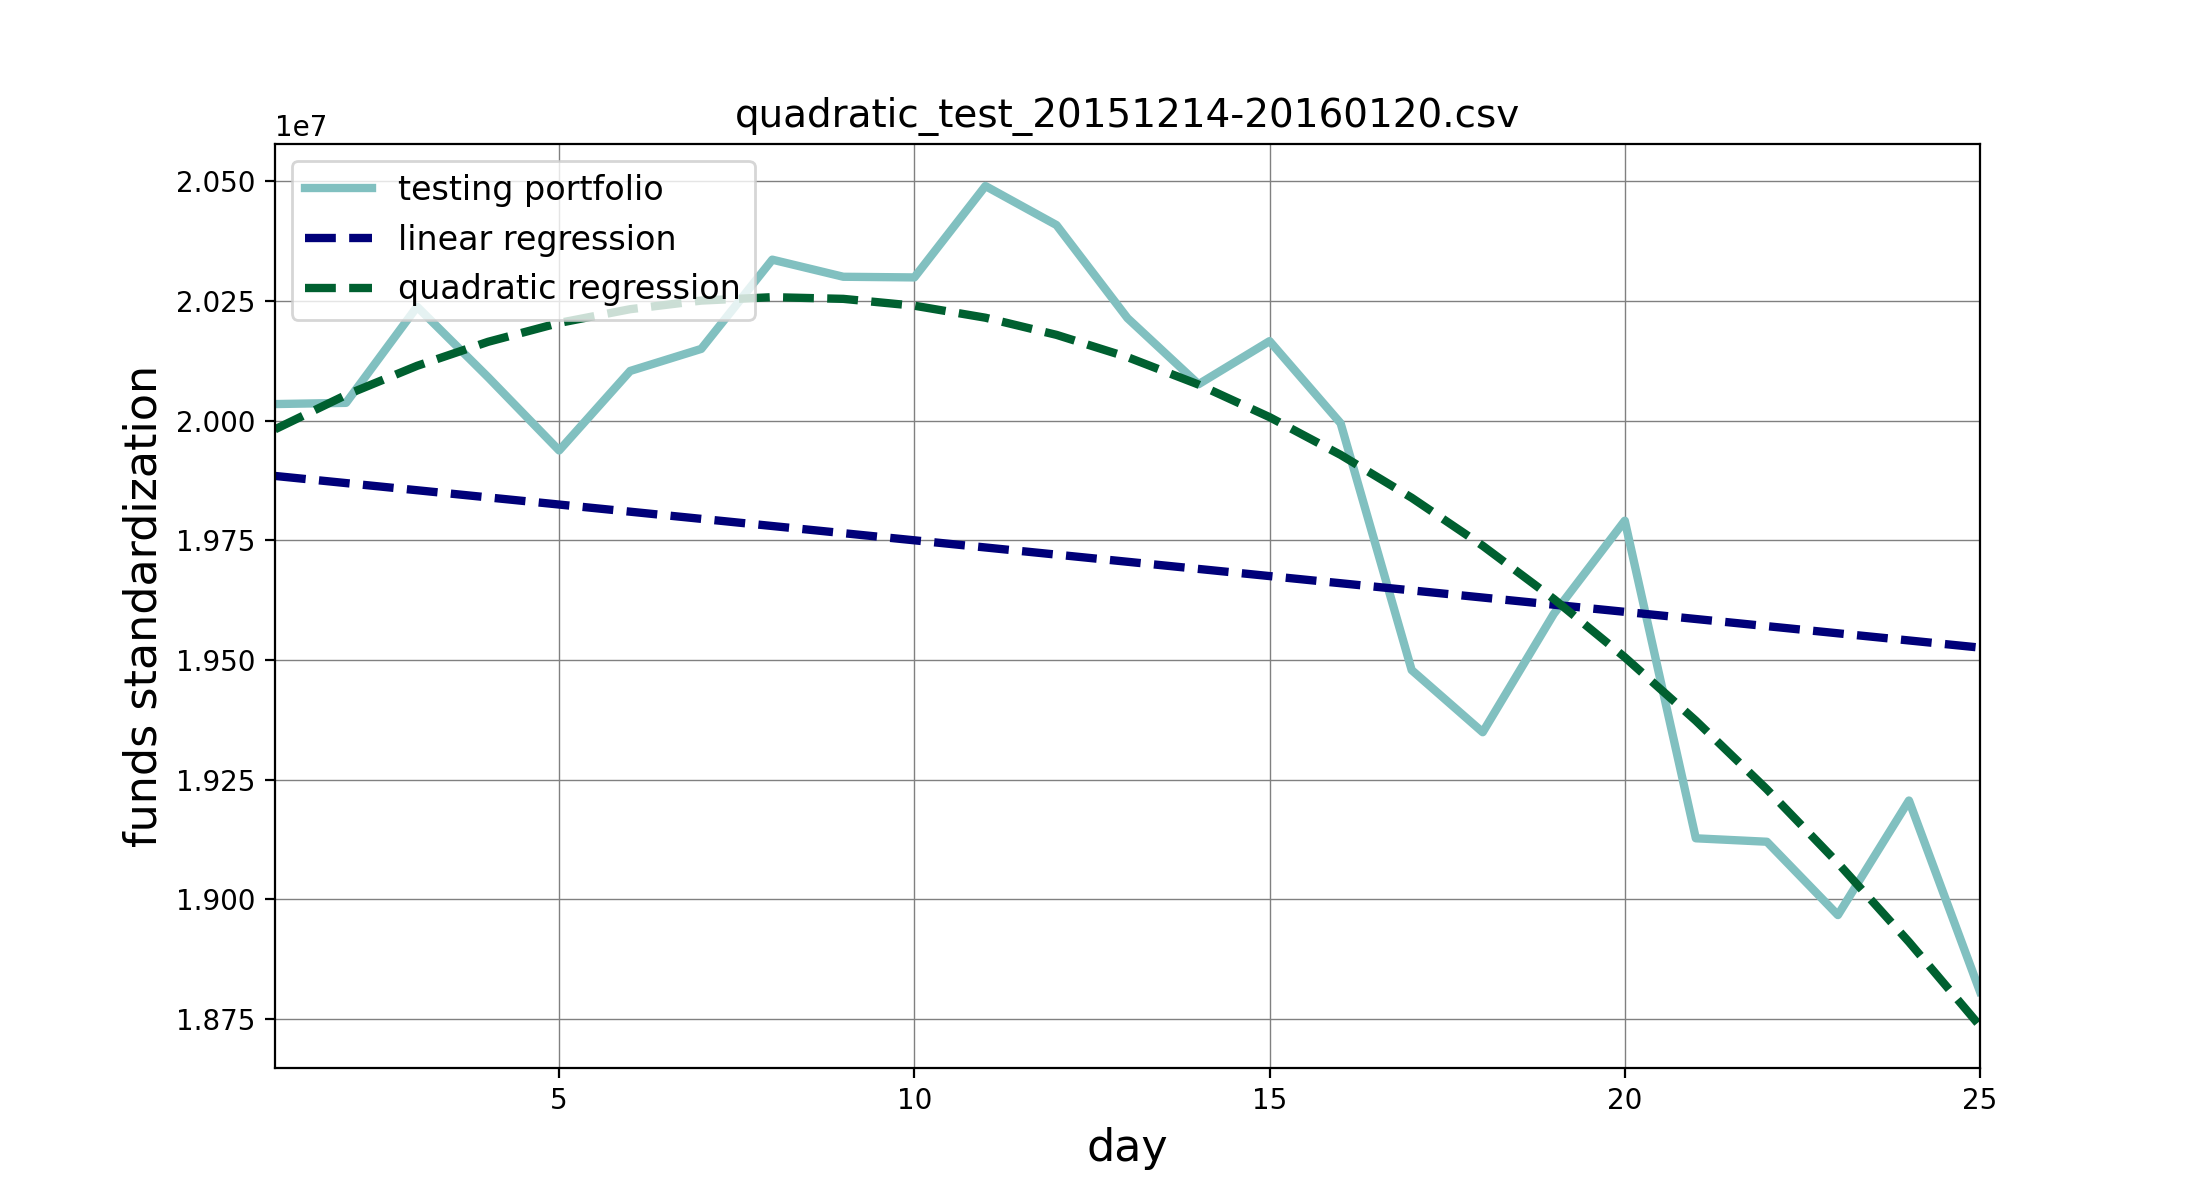 quadratic_test_20151214-20160120.csv
1e7
2.050
2.025
2.000
1.975
1.950
1.925
1.900
1.875
funds standardization
testing portfolio
linear regression
quadratic regression
5 10 15 20 25
day